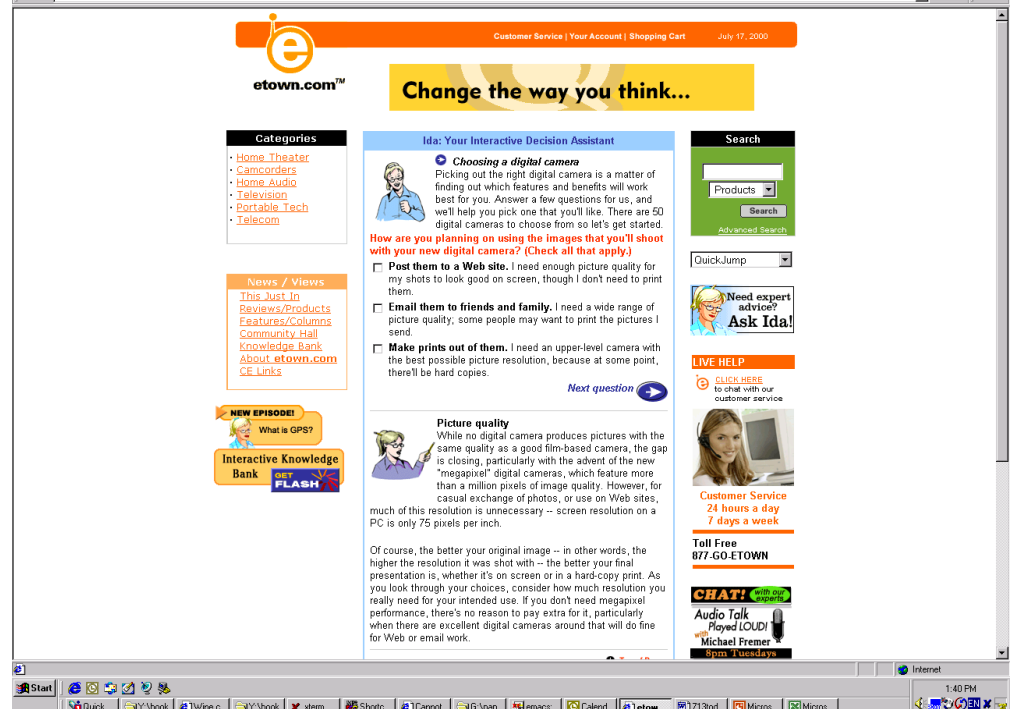 Customer Service | Your Account | Shopping Cart
July 17, 2000
e
etown.com™
Change the way you think...
Categories
· Home Theater
· Camcorders
· Home Audio
· Television
· Portable Tech
· Telecom
News / Views
This Just In
Reviews/Products
Features/Columns
Community Hall
Knowledge Bank
About etown.com
CE Links
NEW EPISODE!
What is GPS?
Interactive Knowledge
Bank
GET
FLASH
Ida: Your Interactive Decision Assistant
Choosing a digital camera
Picking out the right digital camera is a matter of
finding out which features and benefits will work
best for you. Answer a few questions for us, and
we'll help you pick one that you'll like. There are 50
digital cameras to choose from so let's get started.
How are you planning on using the images that you'll shoot
with your new digital camera? (Check all that apply.)
Post them to a Web site. I need enough picture quality for
my shots to look good on screen, though I don't need to print
them.
Email them to friends and family. I need a wide range of
picture quality; some people may want to print the pictures I
send.
Make prints out of them. I need an upper-level camera with
the best possible picture resolution, because at some point,
there'll be hard copies.
Next question
Picture quality
While no digital camera produces pictures with the
same quality as a good film-based camera, the gap
is closing, particularly with the advent of the new
"megapixel" digital cameras, which feature more
than a million pixels of image quality. However, for
casual exchange of photos, or use on Web sites,
much of this resolution is unnecessary -- screen resolution on a
PC is only 75 pixels per inch.
Of course, the better your original image -- in other words, the
higher the resolution it was shot with -- the better your final
presentation is, whether it's on screen or in a hard-copy print. As
you look through your choices, consider how much resolution you
really need for your intended use. If you don't need megapixel
performance, there's no reason to pay extra for it, particularly
when there are excellent digital cameras around that will do fine
for Web or email work.
Search
Products
Search
Advanced Search
QuickJump
Need expert
advice?
Ask Ida!
LIVE HELP
CLICK HERE
to chat with our
customer service
Customer Service
24 hours a day
7 days a week
Toll Free
877-GO-ETOWN
CHAT! with our
experts
Audio Talk
Played LOUD!
with
Michael Fremer
8pm Tuesdays
Internet
Start
1:40 PM
Quick
Y:\book
Wine c
Y:\book
xterm
Shortc
Cannot
G:\pap
emacs:
Calend
etow
1713tod
Micros
Micros
EN